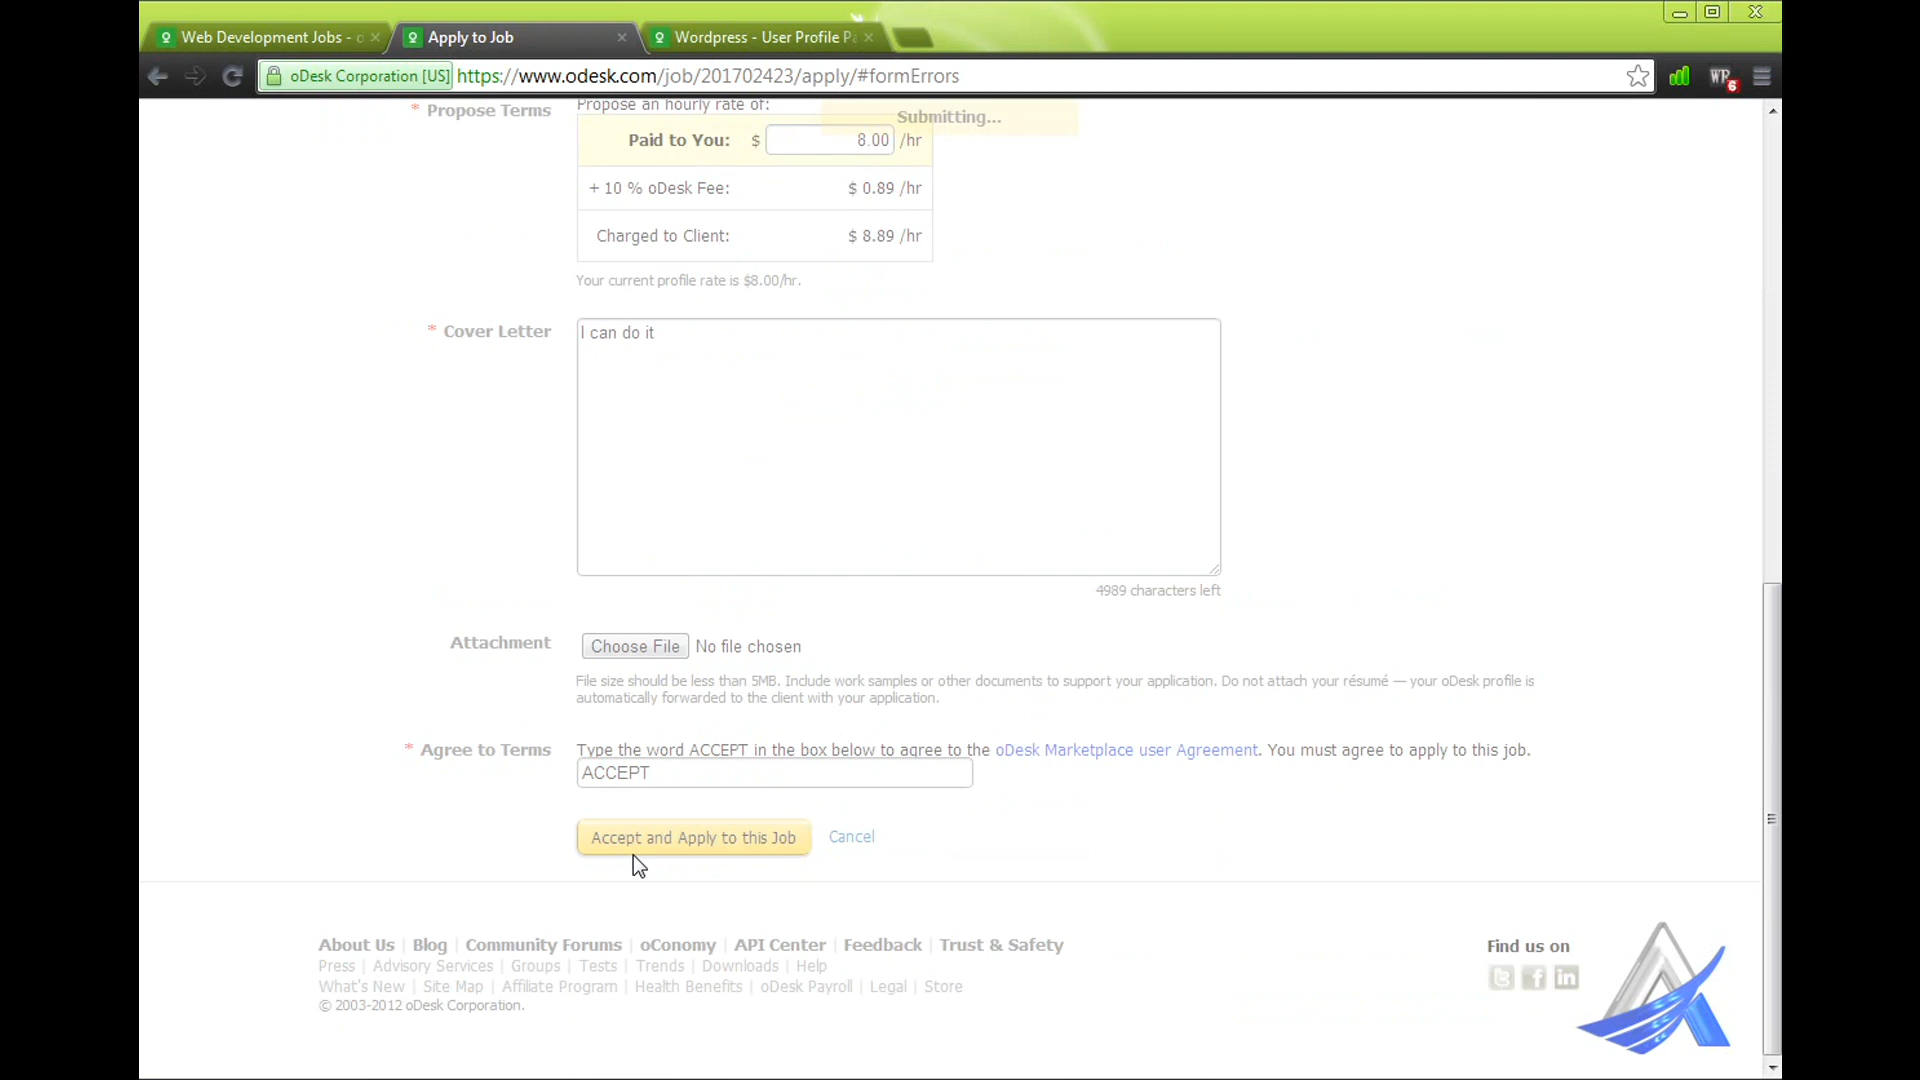 Web Development Jobs - o
Apply to Job
Wordpress - User Profile Pa
oDesk Corporation [US]
https://www.odesk.com/job/201702423/apply/#formErrors
WP
6
* Propose Terms
Propose an hourly rate of:
Submitting...
Paid to You: $ 8.00 /hr
+ 10 % oDesk Fee: $ 0.89 /hr
Charged to Client: $ 8.89 /hr
Your current profile rate is $8.00/hr.
* Cover Letter
I can do it
4989 characters left
Attachment
Choose File No file chosen
File size should be less than 5MB. Include work samples or other documents to support your application. Do not attach your résumé — your oDesk profile is
automatically forwarded to the client with your application.
* Agree to Terms
Type the word ACCEPT in the box below to agree to the oDesk Marketplace user Agreement. You must agree to apply to this job.
ACCEPT
Accept and Apply to this Job
Cancel
About Us | Blog | Community Forums | oConomy | API Center | Feedback | Trust & Safety
Press | Advisory Services | Groups | Tests | Trends | Downloads | Help
What's New | Site Map | Affiliate Program | Health Benefits | oDesk Payroll | Legal | Store
© 2003-2012 oDesk Corporation.
Find us on